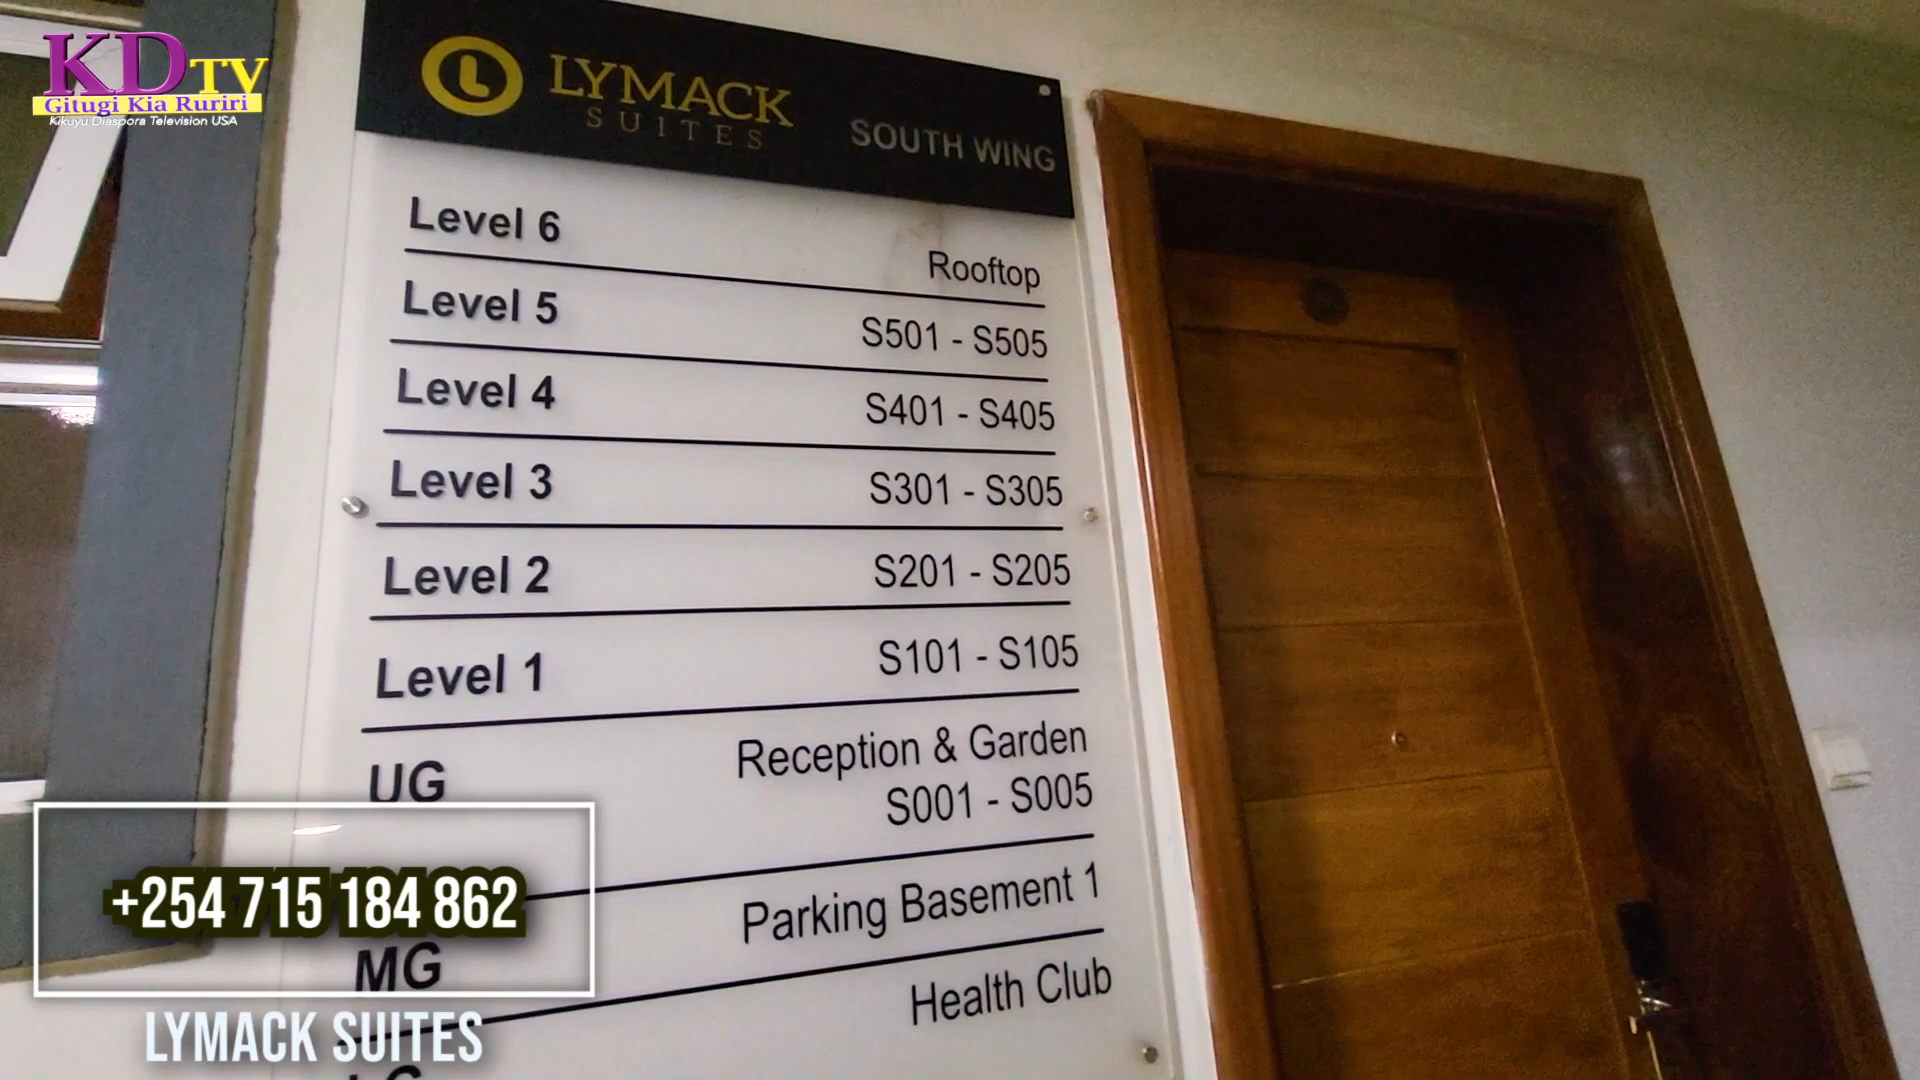 KDTV
Gitugi Kia Ruriri
Kikuyu Diaspora Television USA
LYMACK
SUITES
SOUTH WING
Level 6 Rooftop
Level 5 S501 - S505
Level 4 S401 - S405
Level 3 S301 - S305
Level 2 S201 - S205
Level 1 S101 - S105
UG Reception & Garden
S001 - S005
MG Parking Basement 1
Health Club
+254 715 184 862
LYMACK SUITES